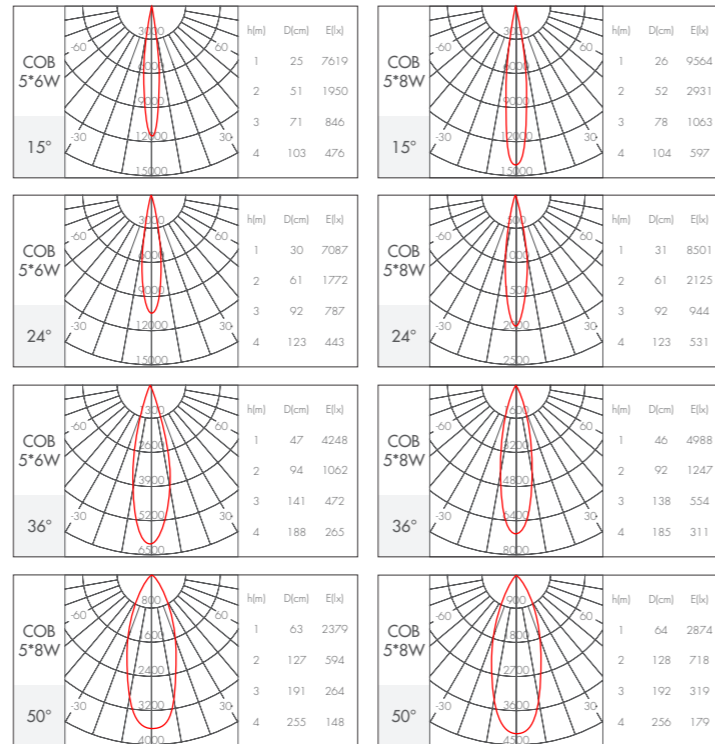 COB
5*6W
15°
-60
60
-30
30
3000
6000
9000
12000
15000
h(m) D(cm) E(lx)
1 25 7619
2 51 1950
3 71 846
4 103 476
COB
5*8W
15°
-60
60
-30
30
3000
6000
9000
12000
15000
h(m) D(cm) E(lx)
1 26 9564
2 52 2931
3 78 1063
4 104 597
COB
5*6W
24°
-60
60
-30
30
3000
6000
9000
12000
15000
h(m) D(cm) E(lx)
1 30 7087
2 61 1772
3 92 787
4 123 443
COB
5*8W
24°
-60
60
-30
30
500
1000
1500
2000
2500
h(m) D(cm) E(lx)
1 31 8501
2 61 2125
3 92 944
4 123 531
COB
5*6W
36°
-60
60
-30
30
1300
2600
3900
5200
6500
h(m) D(cm) E(lx)
1 47 4248
2 94 1062
3 141 472
4 188 265
COB
5*8W
36°
-60
60
-30
30
1600
3200
4800
6400
8000
h(m) D(cm) E(lx)
1 46 4988
2 92 1247
3 138 554
4 185 311
COB
5*8W
50°
-60
60
-30
30
800
1600
2400
3200
4000
h(m) D(cm) E(lx)
1 63 2379
2 127 594
3 191 264
4 255 148
COB
5*8W
50°
-60
60
-30
30
900
1800
2700
3600
4500
h(m) D(cm) E(lx)
1 64 2874
2 128 718
3 192 319
4 256 179